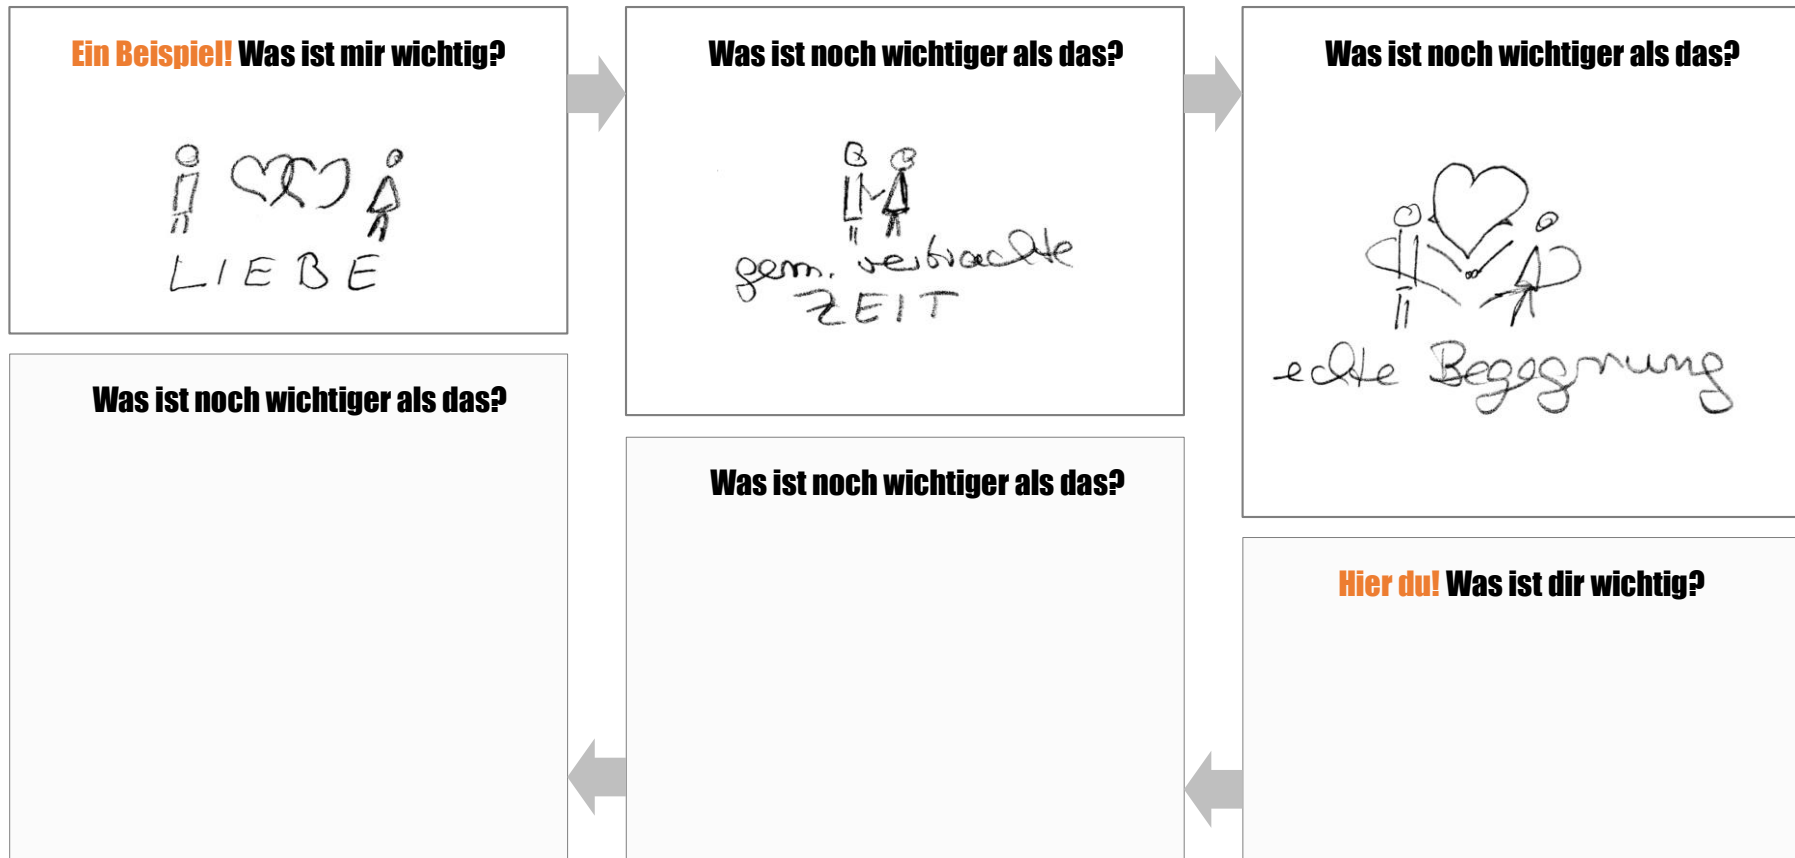 Ein Beispiel! Was ist mir wichtig?
LIEBE
Was ist noch wichtiger als das?
gem. verbrachte
ZEIT
Was ist noch wichtiger als das?
echte Begegnung
Hier du! Was ist dir wichtig?
Was ist noch wichtiger als das?
Was ist noch wichtiger als das?